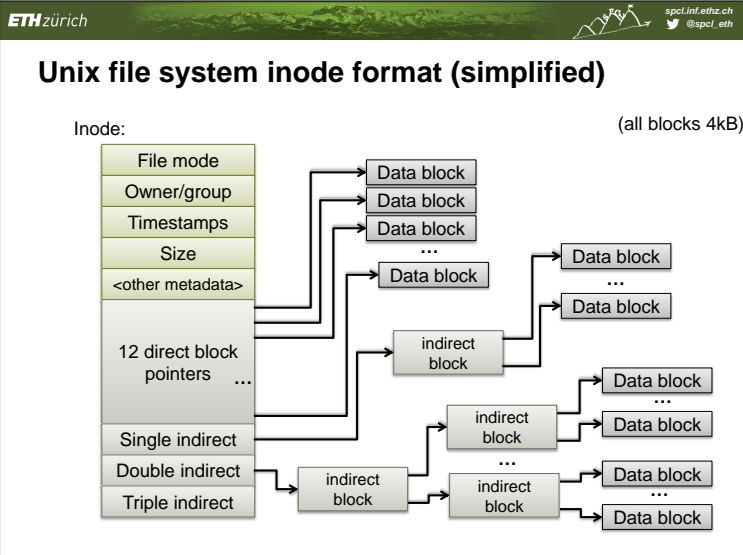 ETH zürich
spcl.inf.ethz.ch
@spcl_eth
Unix file system inode format (simplified)
(all blocks 4kB)
Inode:
File mode
Owner/group
Timestamps
Size
<other metadata>
12 direct block
pointers ...
Single indirect
Double indirect
Triple indirect
Data block
Data block
Data block
...
Data block
indirect
block
Data block
...
Data block
indirect
block
indirect
block
...
indirect
block
Data block
...
Data block
Data block
...
Data block